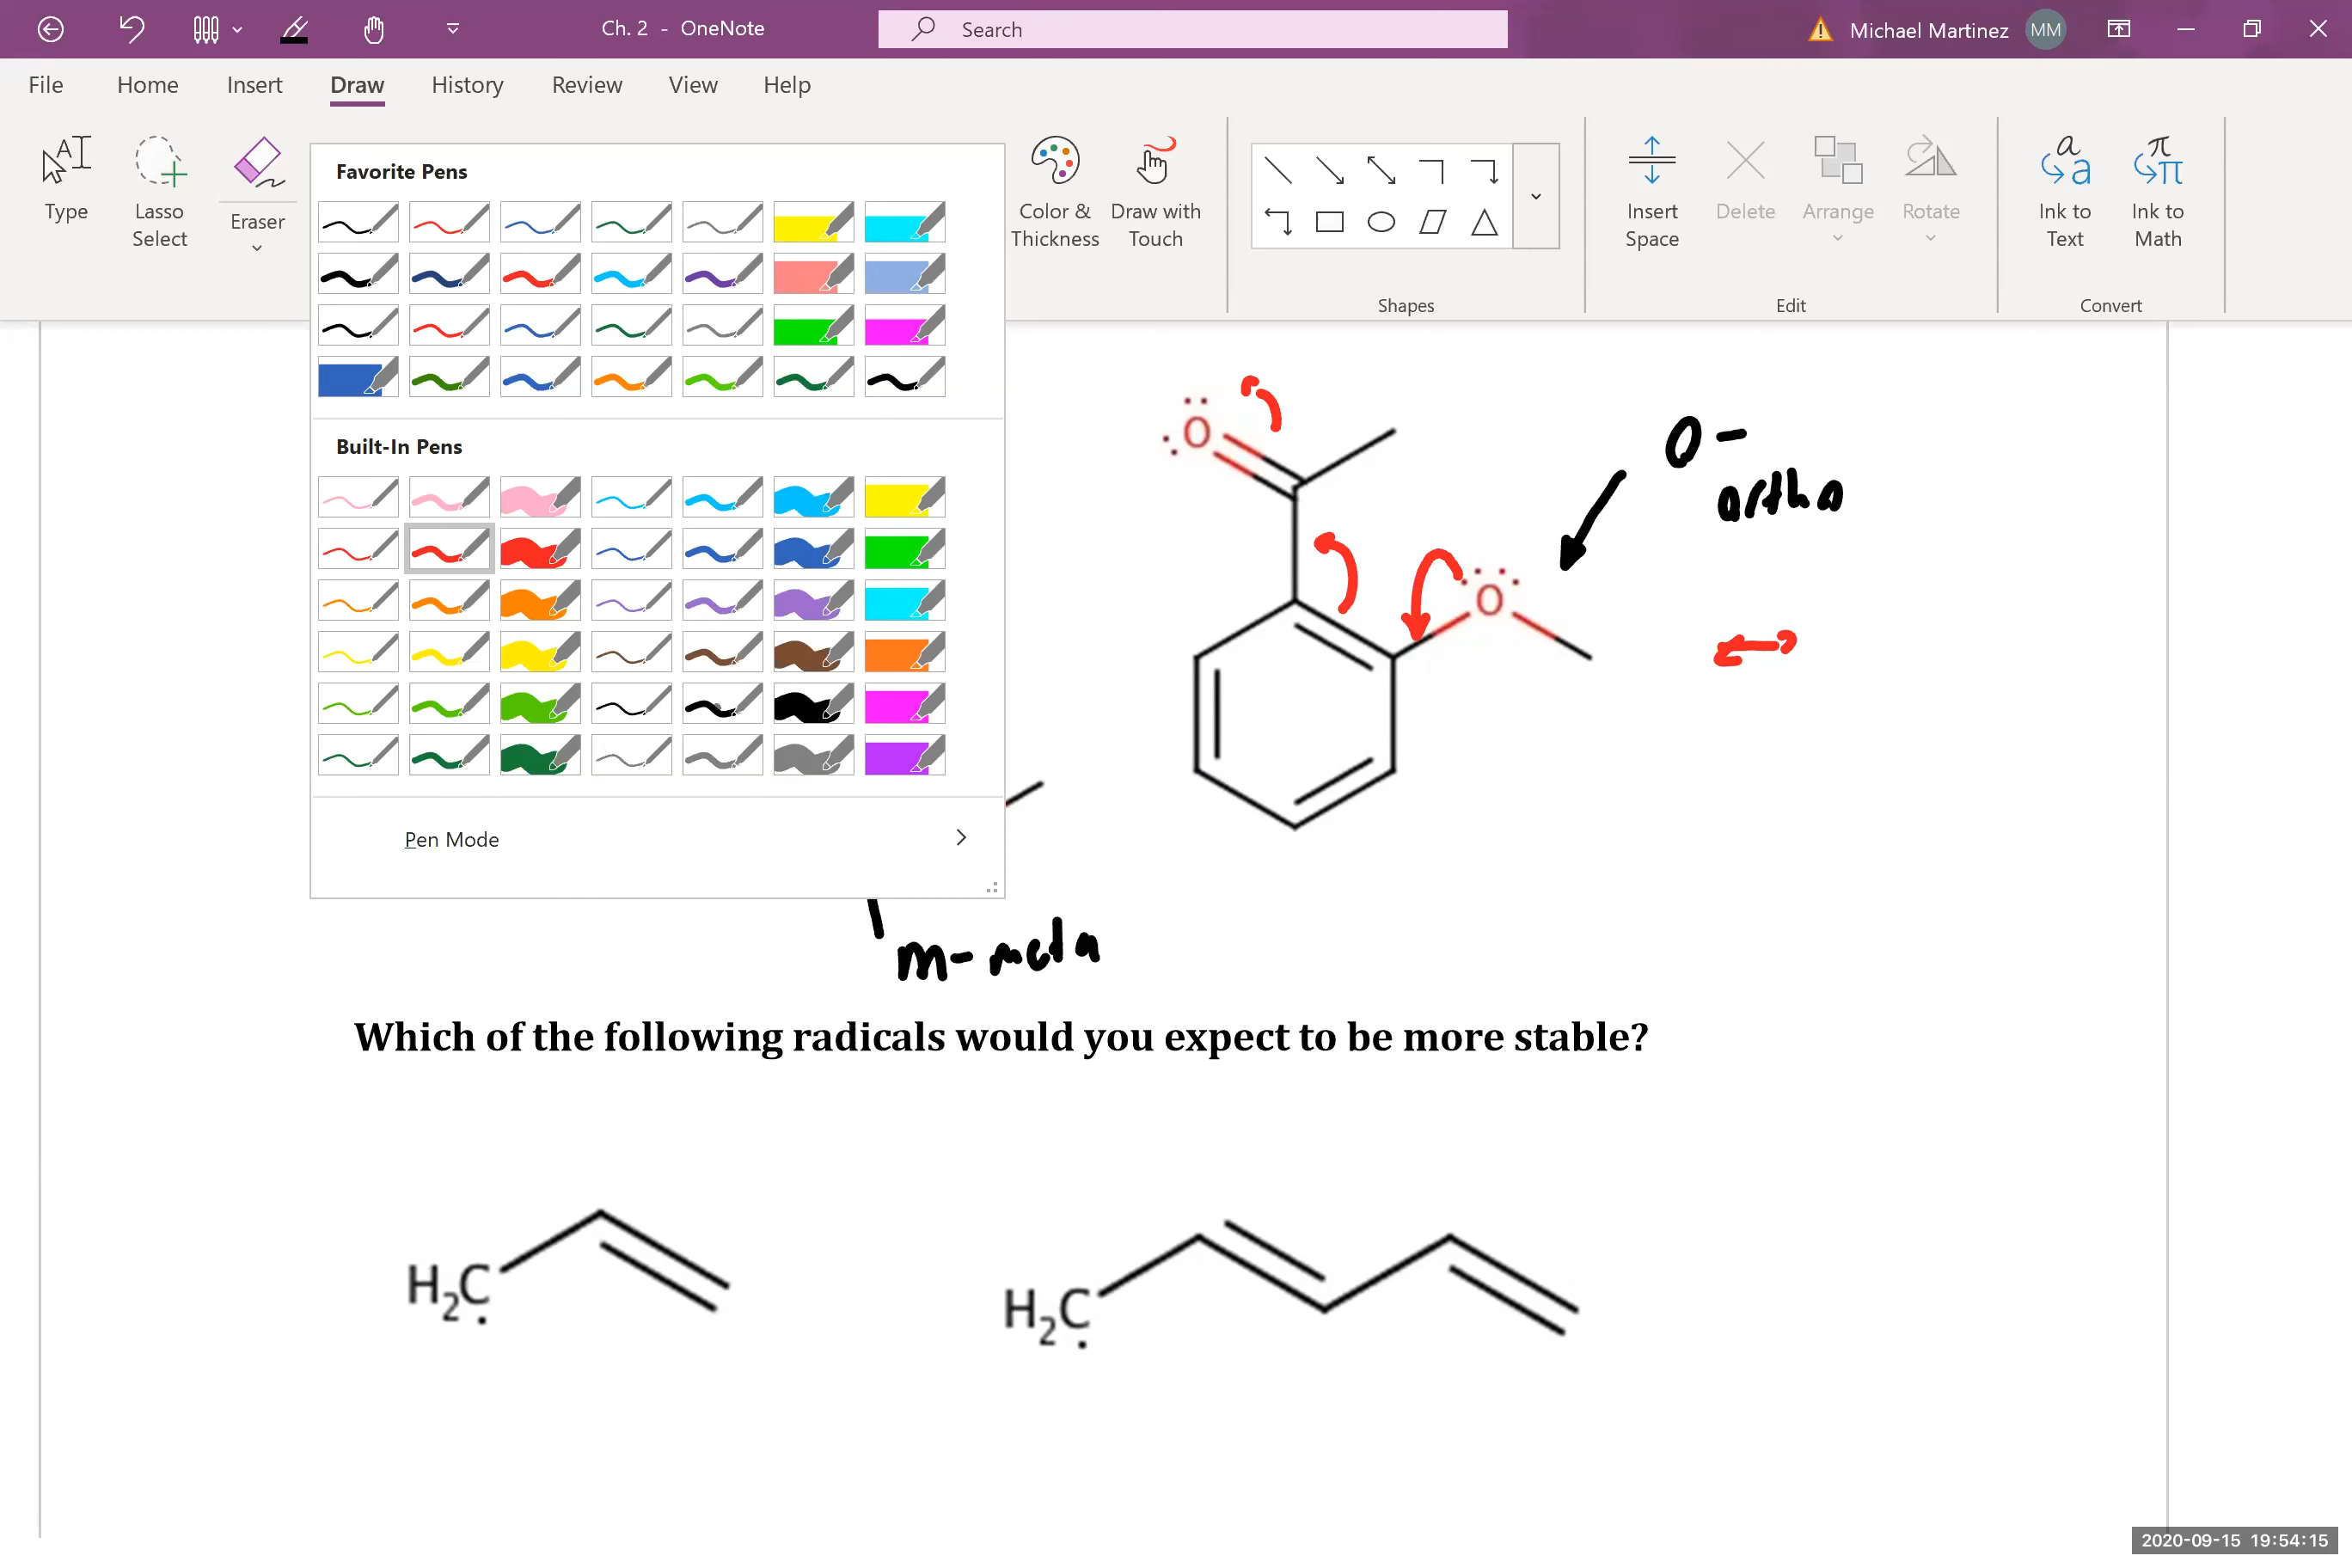 Ch. 2 - OneNote
Search
Michael Martinez
MM
File Home Insert Draw History Review View Help
Type
Lasso Select
Eraser
Favorite Pens
Built-In Pens
Pen Mode
Color & Thickness
Draw with Touch
Shapes
Insert Space
Delete
Arrange
Rotate
Edit
Ink to Text
Ink to Math
Convert
O
O
O-
ortho
m- meta
Which of the following radicals would you expect to be more stable?
H₂C·
H₂C·
2020-09-15 19:54:15